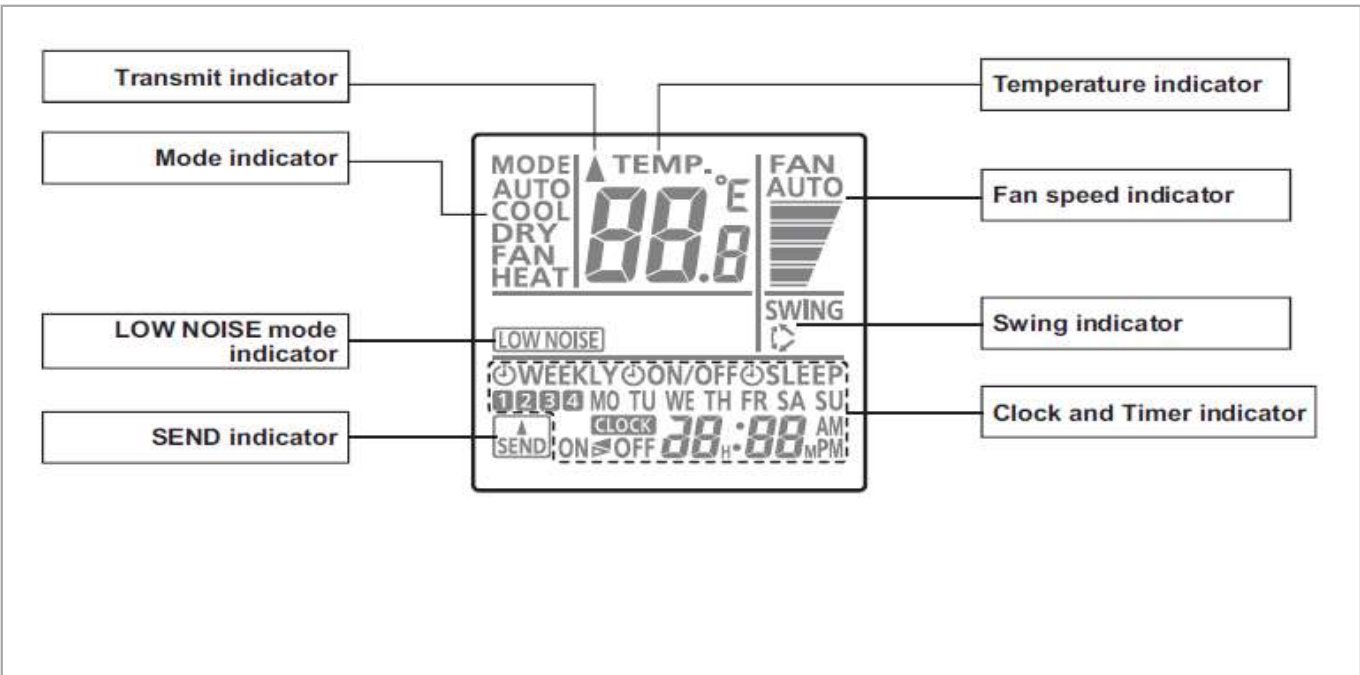 Transmit indicator
Mode indicator
LOW NOISE mode
indicator
SEND indicator
MODE
AUTO
COOL
DRY
FAN
HEAT
TEMP.
88.8
°E
FAN
AUTO
SWING
LOW NOISE
WEEKLY ON/OFF SLEEP
1 2 3 4 MO TU WE TH FR SA SU
CLOCK
SEND ON OFF 88H:88M AM
PM
Temperature indicator
Fan speed indicator
Swing indicator
Clock and Timer indicator